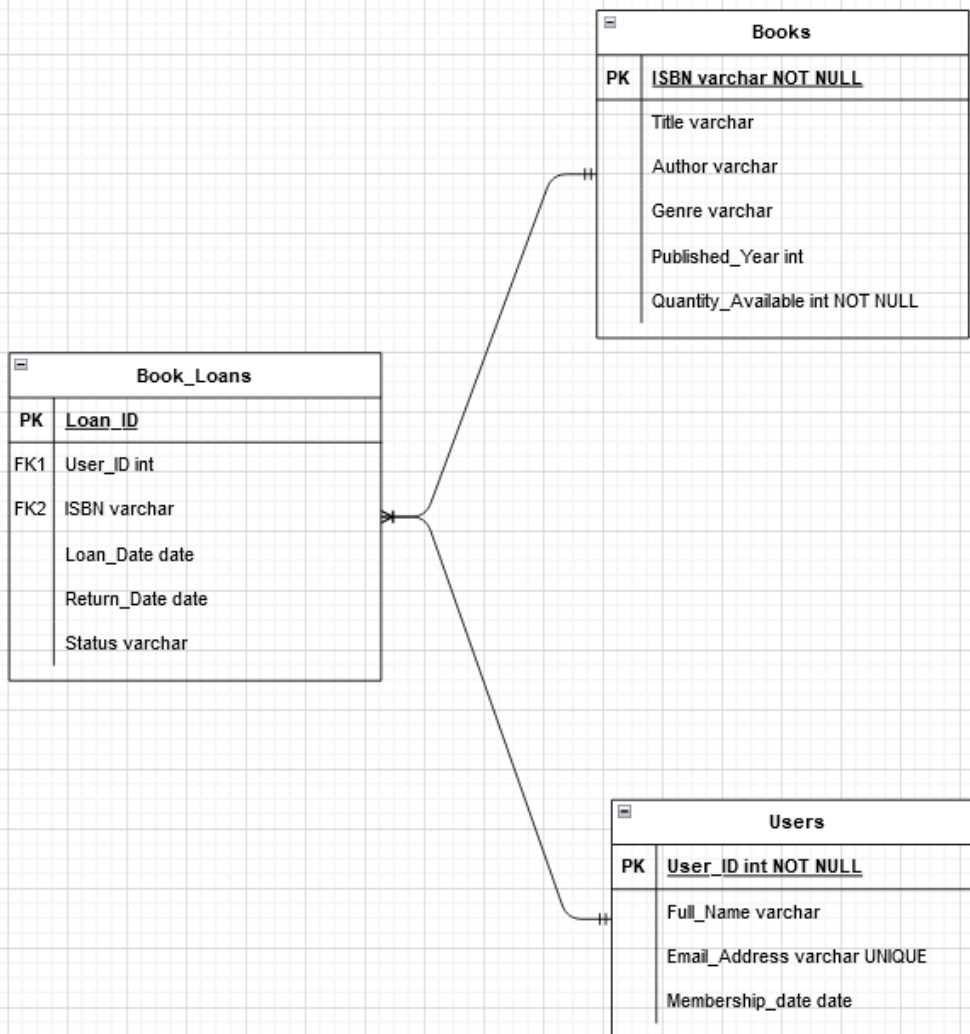 Books
PK ISBN varchar NOT NULL
Title varchar
Author varchar
Genre varchar
Published_Year int
Quantity_Available int NOT NULL
Book_Loans
PK Loan_ID
FK1 User_ID int
FK2 ISBN varchar
Loan_Date date
Return_Date date
Status varchar
Users
PK User_ID int NOT NULL
Full_Name varchar
Email_Address varchar UNIQUE
Membership_date date